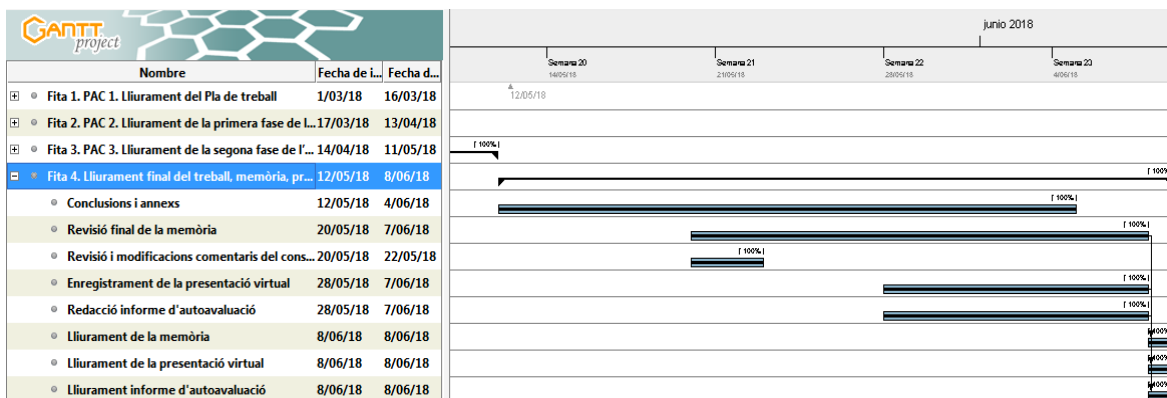 GANTT
project
junio 2018
Semana 20
Semana 21
Semana 22
Semana 23
14/05/18
21/05/18
28/05/18
4/06/18
Nombre Fecha de i... Fecha d...
12/05/18
Fita 1. PAC 1. Lliurament del Pla de treball 1/03/18 16/03/18
Fita 2. PAC 2. Lliurament de la primera fase de l... 17/03/18 13/04/18
Fita 3. PAC 3. Lliurament de la segona fase de l'... 14/04/18 11/05/18 [ 100% ]
Fita 4. Lliurament final del treball, memòria, pr... 12/05/18 8/06/18 [ 100%
Conclusions i annexs 12/05/18 4/06/18 [ 100% ]
Revisió final de la memòria 20/05/18 7/06/18 [ 100% ]
Revisió i modificacions comentaris del cons... 20/05/18 22/05/18 [ 100% ]
Enregistrament de la presentació virtual 28/05/18 7/06/18 [ 100% ]
Redacció informe d'autoavaluació 28/05/18 7/06/18 [ 100% ]
Lliurament de la memòria 8/06/18 8/06/18 [ 100%
Lliurament de la presentació virtual 8/06/18 8/06/18 [ 100%
Lliurament informe d'autoavaluació 8/06/18 8/06/18 [ 100%